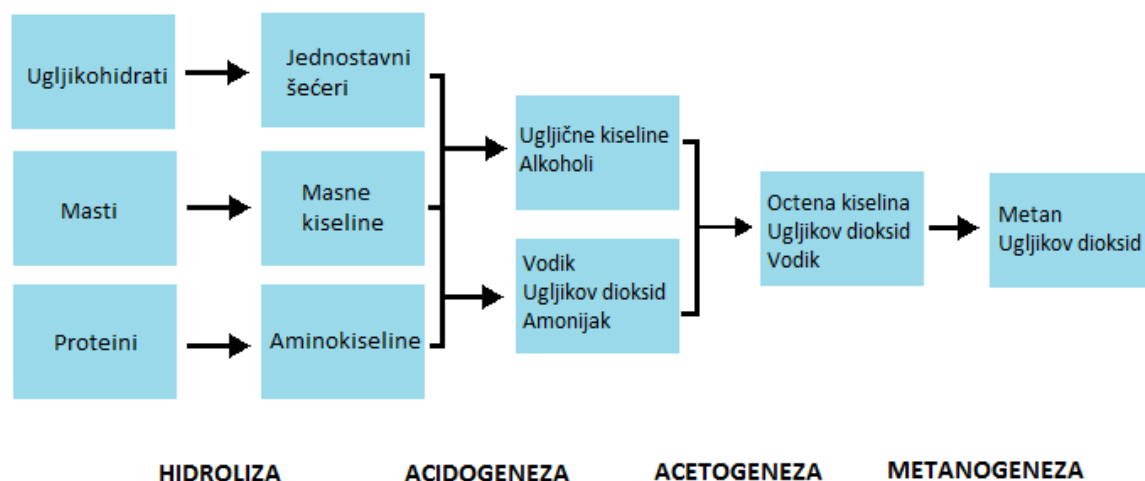 Ugljikohidrati
Jednostavni
šećeri
Ugljične kiseline
Alkoholi
Masti
Masne
kiseline
Octena kiselina
Ugljikov dioksid
Vodik
Metan
Ugljikov dioksid
Vodik
Ugljikov dioksid
Amonijak
Proteini
Aminokiseline
HIDROLIZA
ACIDOGENEZA
ACETOGENEZA
METANOGENEZA